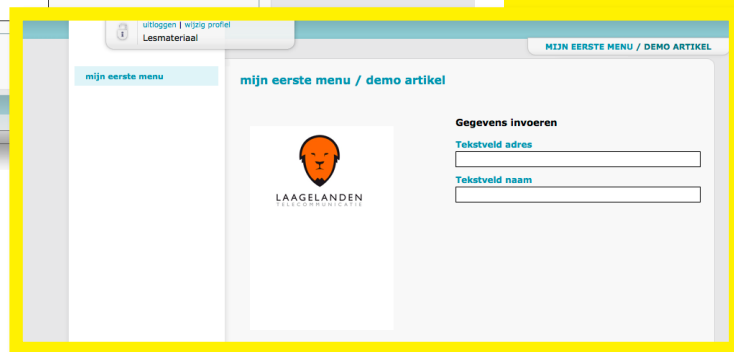 uitloggen | wijzig profiel
Lesmateriaal
MIJN EERSTE MENU / DEMO ARTIKEL
mijn eerste menu
mijn eerste menu / demo artikel
Gegevens invoeren
Tekstveld adres
Tekstveld naam
LAAGELANDEN
TELECOMMUNICATIE